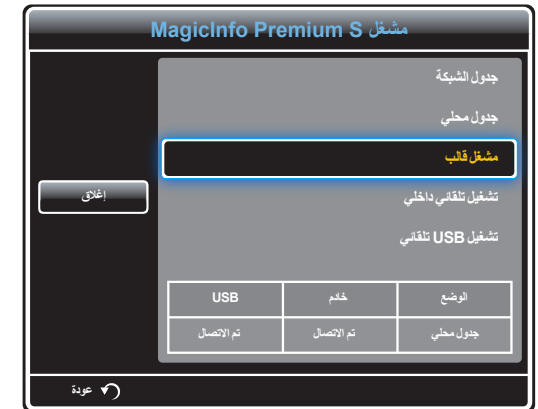 مشغل MagicInfo Premium S
جدول الشبكة
جدول محلي
مشغل قالب
تشغيل تلقائي داخلي
تشغيل USB تلقائي
إغلاق
الوضع خادم USB
جدول محلي تم الاتصال تم الاتصال
عودة